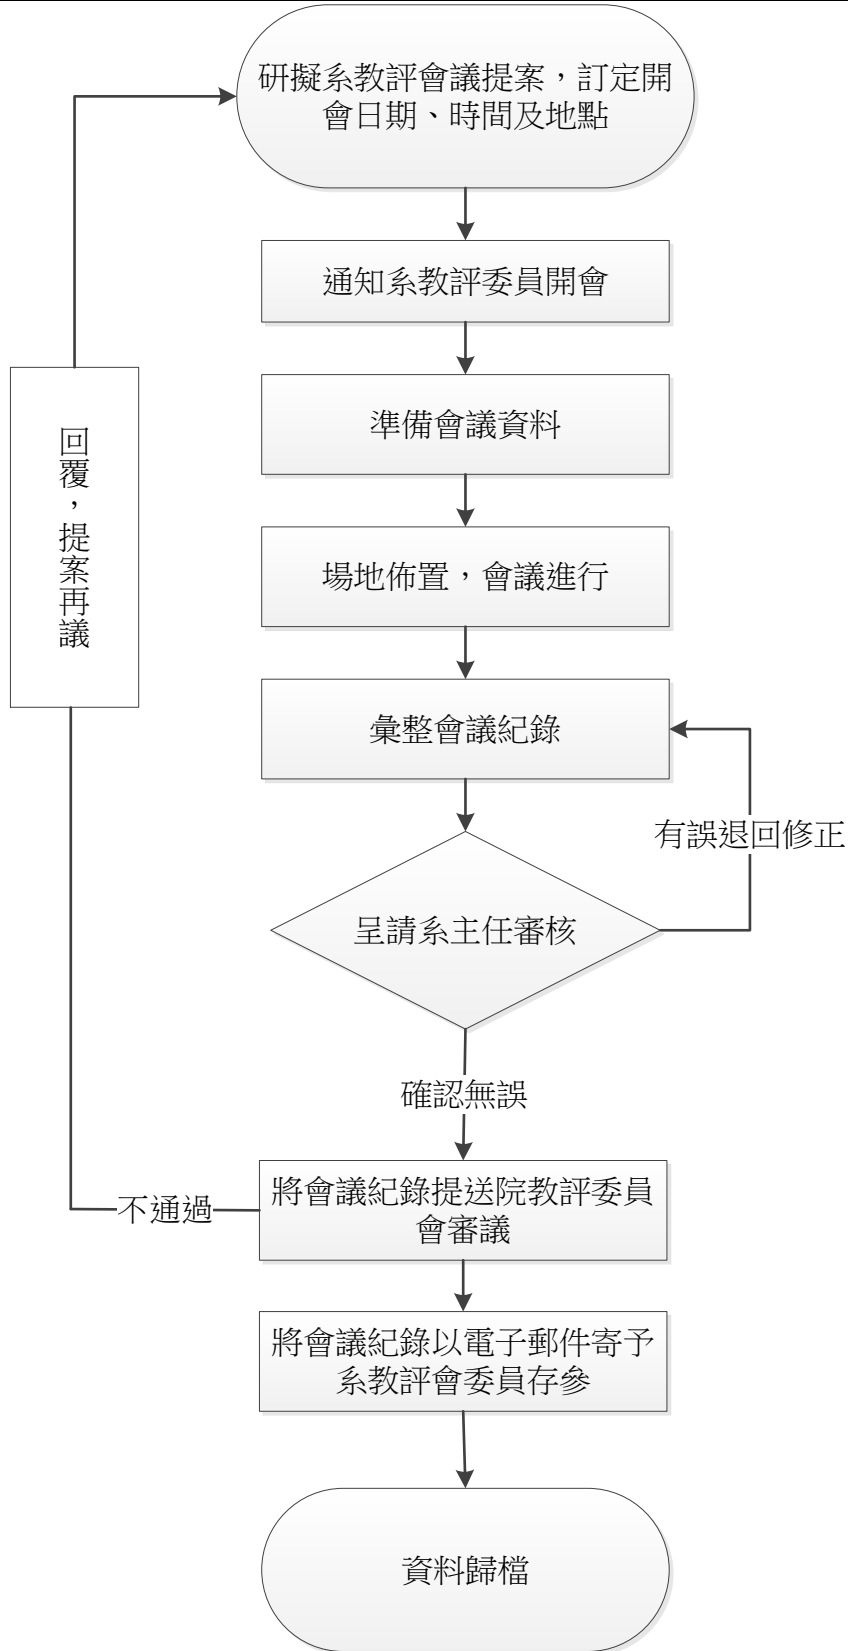 研擬系教評會議提案，訂定開
會日期、時間及地點
通知系教評委員開會
準備會議資料
回覆，提案再議
場地佈置，會議進行
彙整會議紀錄
有誤退回修正
呈請系主任審核
確認無誤
將會議紀錄提送院教評委員
會審議
不通過
將會議紀錄以電子郵件寄予
系教評會委員存參
資料歸檔